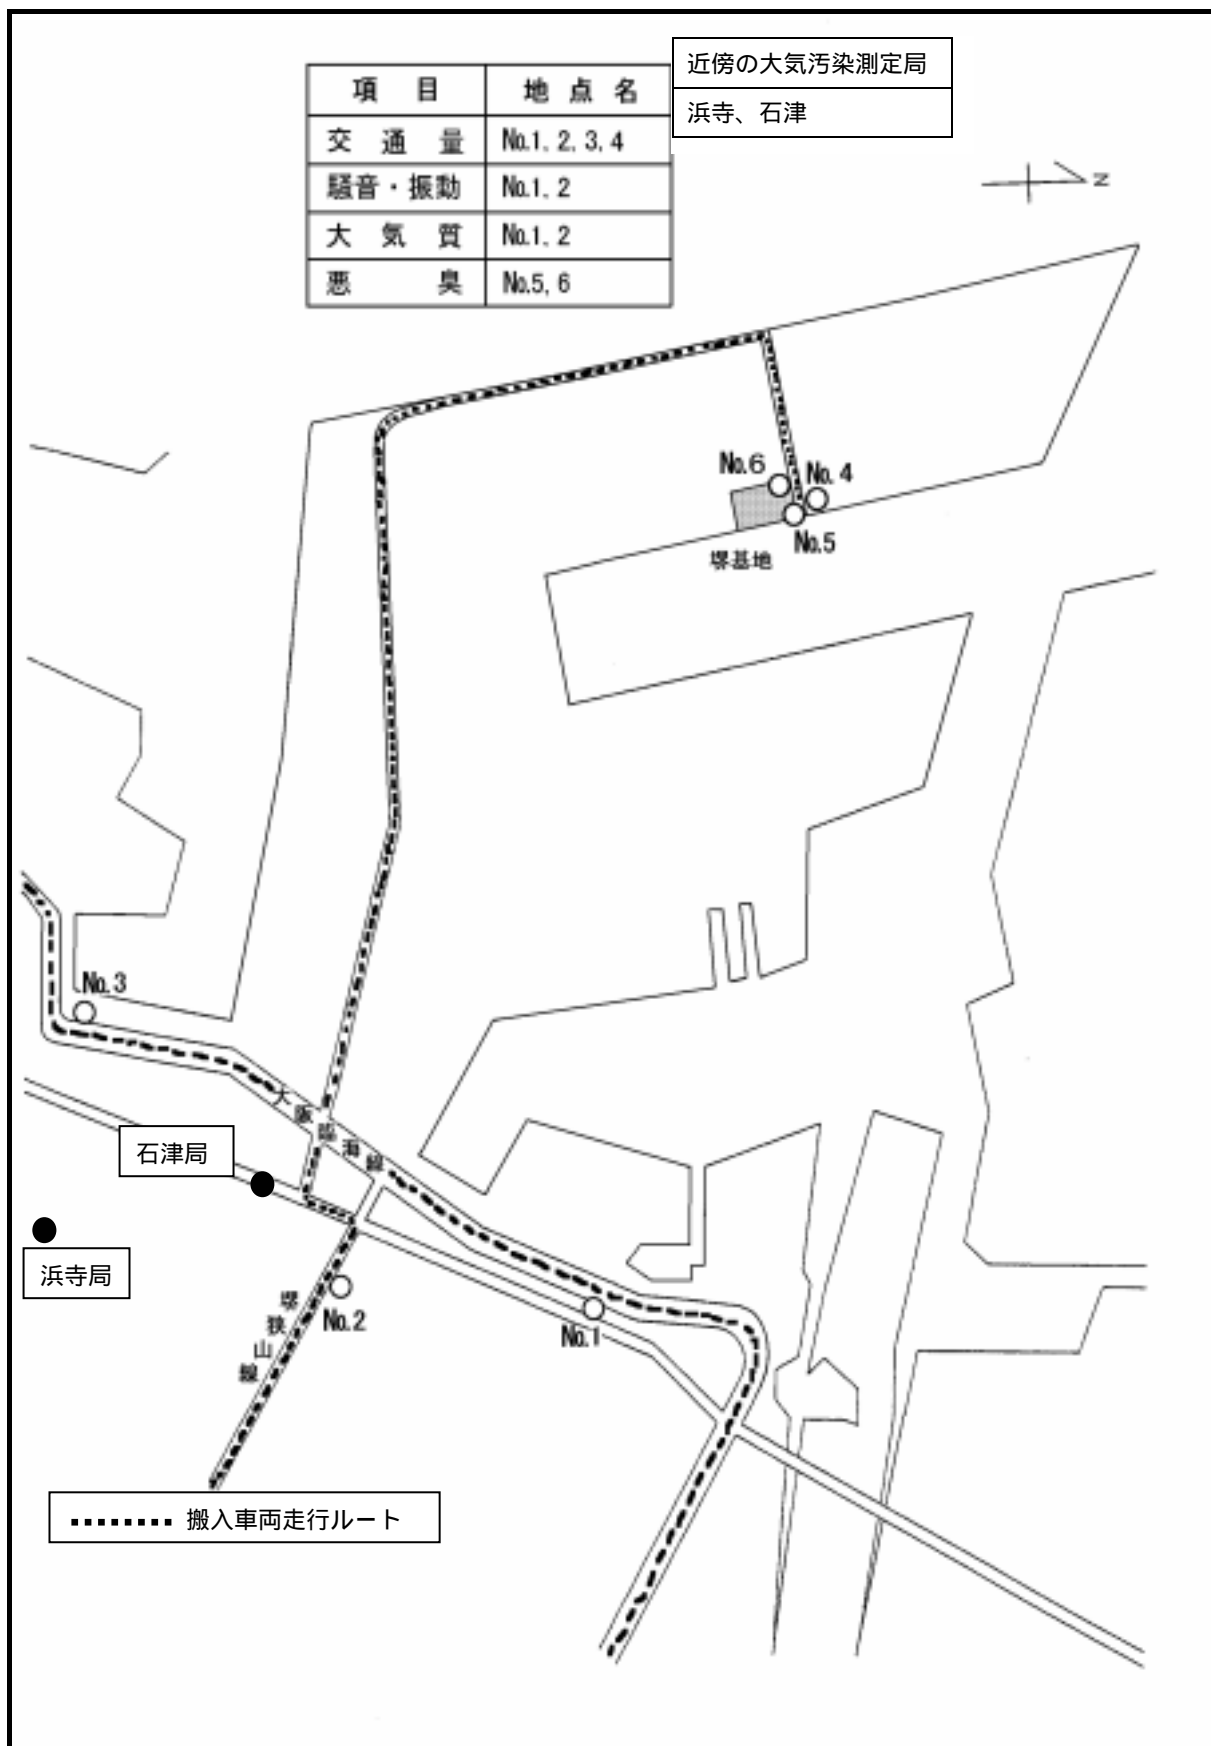 近傍の大気汚染測定局
浜寺、石津
項 目 地 点 名
交 通 量 No.1, 2, 3, 4
騒音・振動 No.1, 2
大 気 質 No.1, 2
悪 臭 No.5, 6
N
No.6
No.4
No.5
堺基地
No.3
大阪臨海線
石津局
浜寺局
No.2
No.1
堺狭山線
搬入車両走行ルート